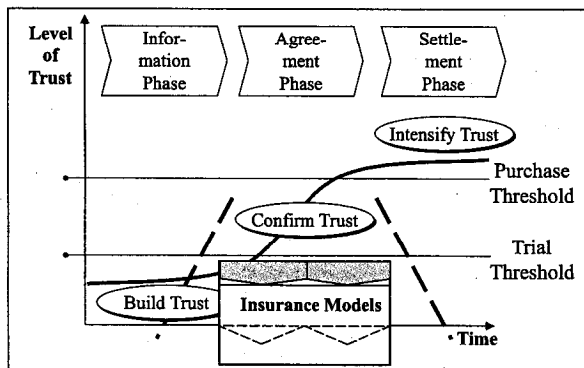 Level
of
Trust
Infor-
mation
Phase
Agree-
ment
Phase
Settle-
ment
Phase
Intensify Trust
Purchase
Threshold
Confirm Trust
Trial
Threshold
Build Trust
Insurance Models
Time